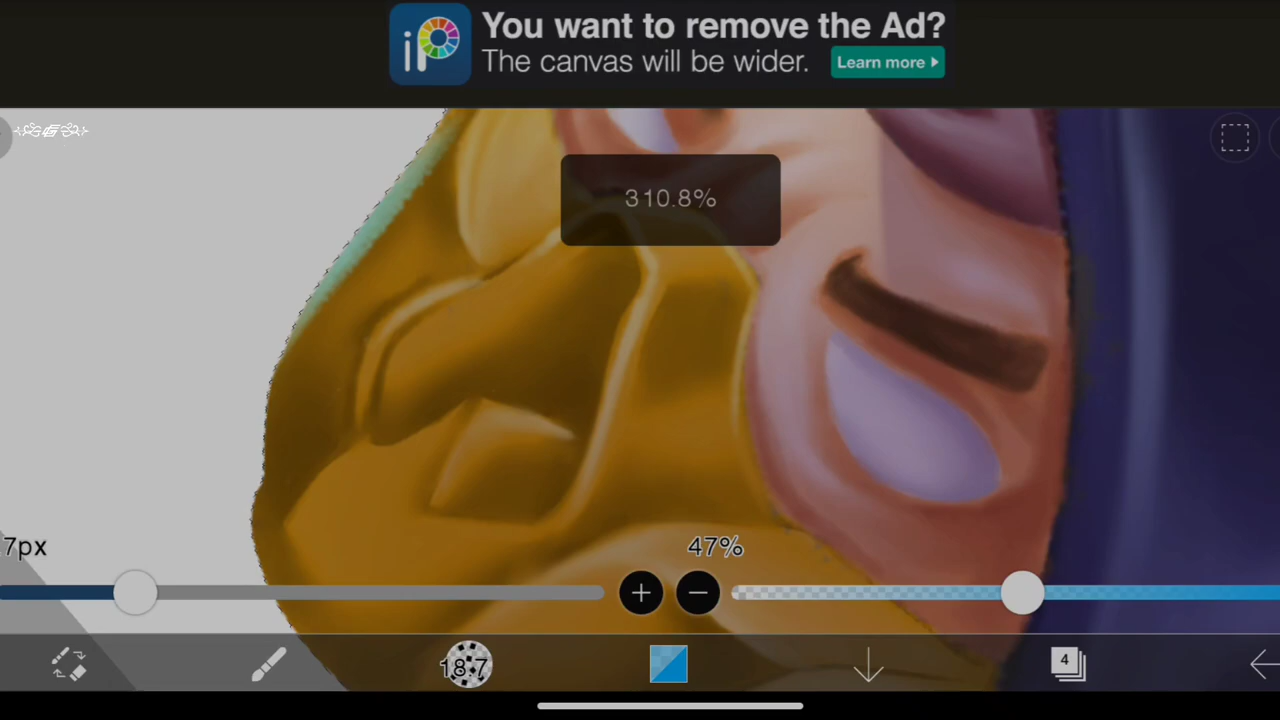 iP
You want to remove the Ad?
The canvas will be wider.
Learn more
310.8%
7px
47%
18.7
4